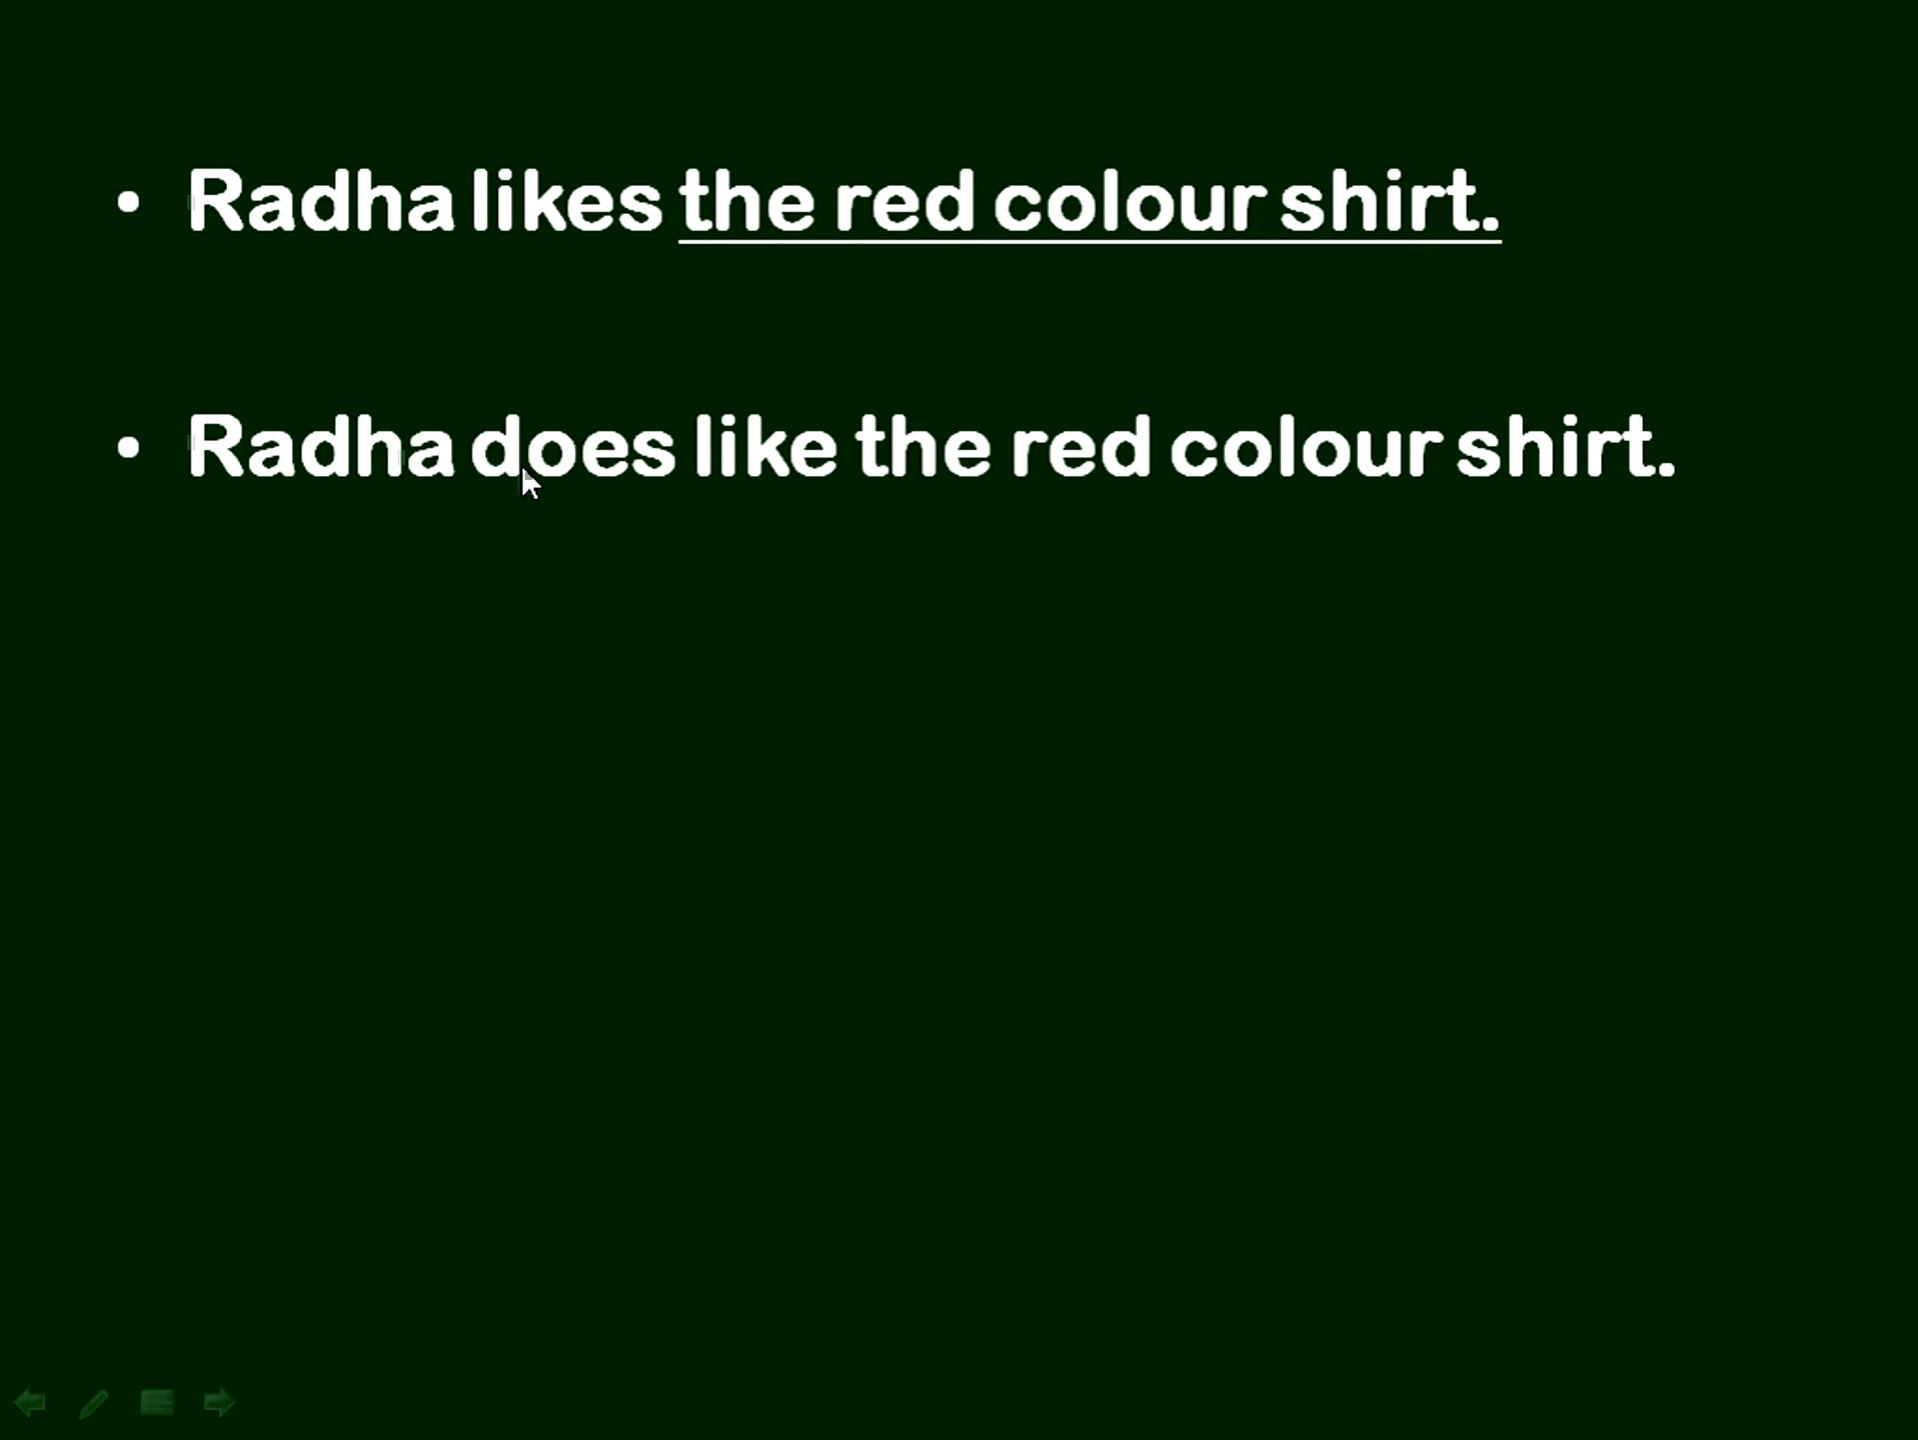 • Radha likes the red colour shirt.
• Radha does like the red colour shirt.